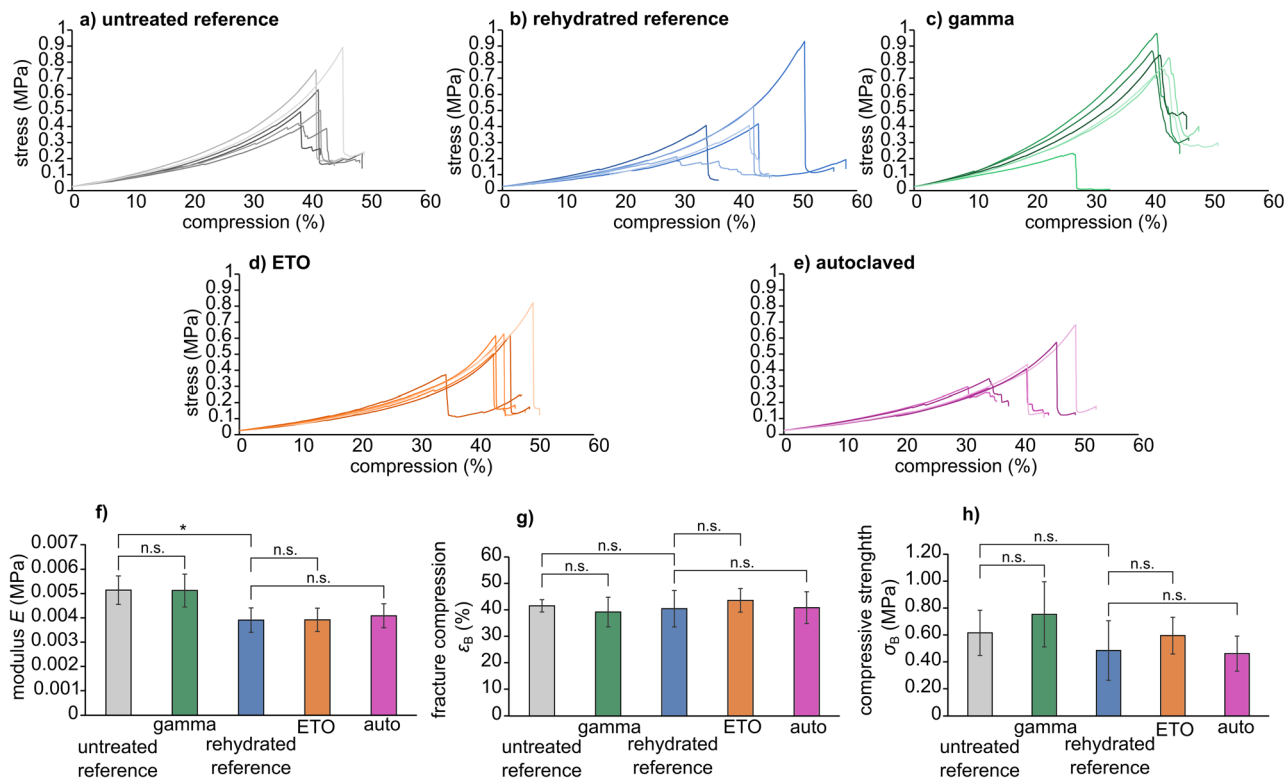 a) untreated reference
b) rehydratred reference
c) gamma
1
0.9
0.8
0.7
0.6
0.5
0.4
0.3
0.2
0.1
0
stress (MPa)
0 10 20 30 40 50 60
compression (%)
1
0.9
0.8
0.7
0.6
0.5
0.4
0.3
0.2
0.1
0
stress (MPa)
0 10 20 30 40 50 60
compression (%)
1
0.9
0.8
0.7
0.6
0.5
0.4
0.3
0.2
0.1
0
stress (MPa)
0 10 20 30 40 50 60
compression (%)
d) ETO
e) autoclaved
1
0.9
0.8
0.7
0.6
0.5
0.4
0.3
0.2
0.1
0
stress (MPa)
0 10 20 30 40 50 60
compression (%)
1
0.9
0.8
0.7
0.6
0.5
0.4
0.3
0.2
0.1
0
stress (MPa)
0 10 20 30 40 50 60
compression (%)
f)
0.007
0.006
0.005
0.004
0.003
0.002
0.001
0
modulus E (MPa)
*
n.s.
n.s.
n.s.
gamma
ETO
auto
untreated
reference
rehydrated
reference
g)
60
50
40
30
20
10
0
fracture compression
εB (%)
n.s.
n.s.
n.s.
n.s.
gamma
ETO
auto
untreated
reference
rehydrated
reference
h)
1.20
1.00
0.80
0.60
0.40
0.20
0
compressive strenghth
σB (MPa)
n.s.
n.s.
n.s.
n.s.
gamma
ETO
auto
untreated
reference
rehydrated
reference